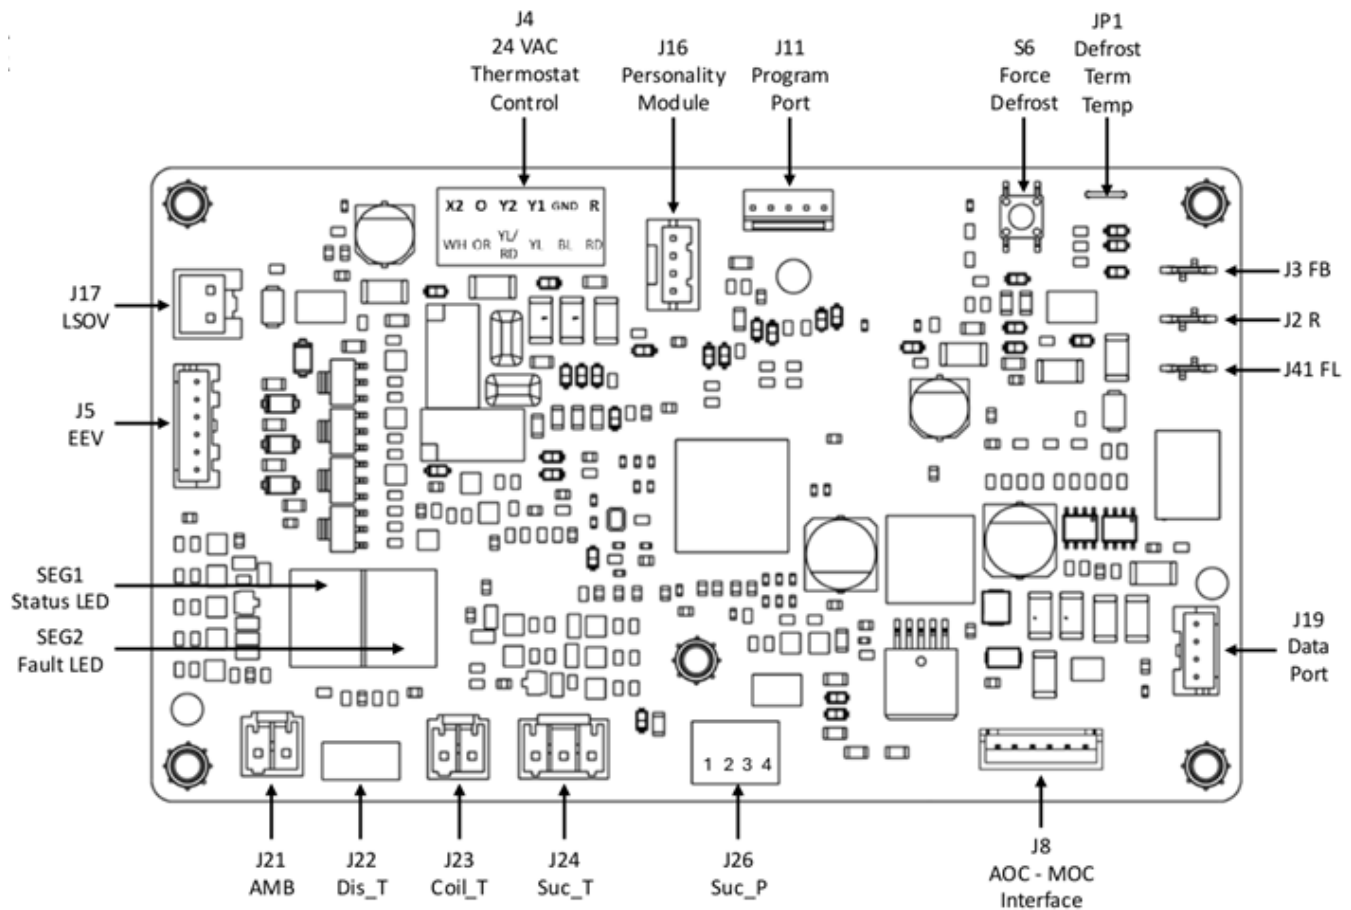 J4
24 VAC
Thermostat
Control
J16
Personality
Module
J11
Program
Port
S6
Force
Defrost
JP1
Defrost
Term
Temp
X2 O Y2 Y1 GND R
WH OR YL/RD YL BL RD
J3 FB
J2 R
J41 FL
J17
LSOV
J5
EEV
SEG1
Status LED
SEG2
Fault LED
J19
Data
Port
1 2 3 4
J21
AMB
J22
Dis_T
J23
Coil_T
J24
Suc_T
J26
Suc_P
J8
AOC - MOC
Interface